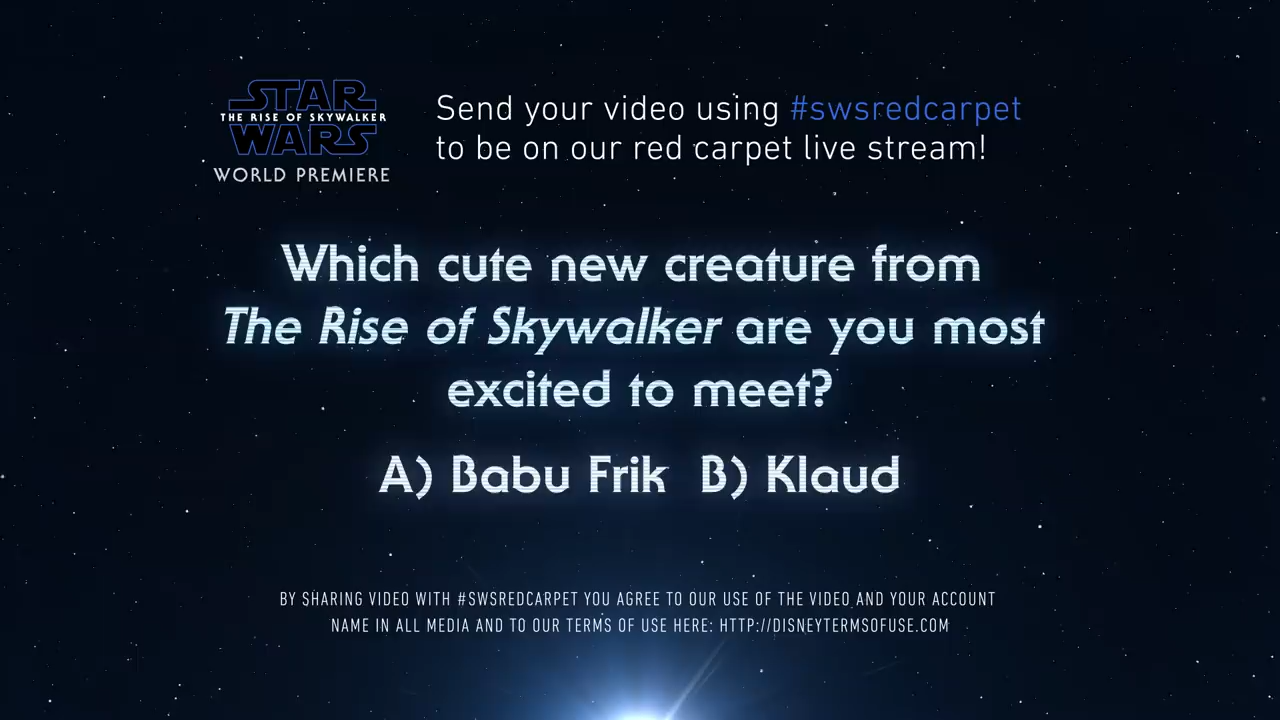 STAR
THE RISE OF SKYWALKER
WARS
WORLD PREMIERE
Send your video using #swsredcarpet
to be on our red carpet live stream!
Which cute new creature from
The Rise of Skywalker are you most
excited to meet?
A) Babu Frik B) Klaud
BY SHARING VIDEO WITH #SWSREDCARPET YOU AGREE TO OUR USE OF THE VIDEO AND YOUR ACCOUNT
NAME IN ALL MEDIA AND TO OUR TERMS OF USE HERE: HTTP://DISNEYTERMSOFUSE.COM